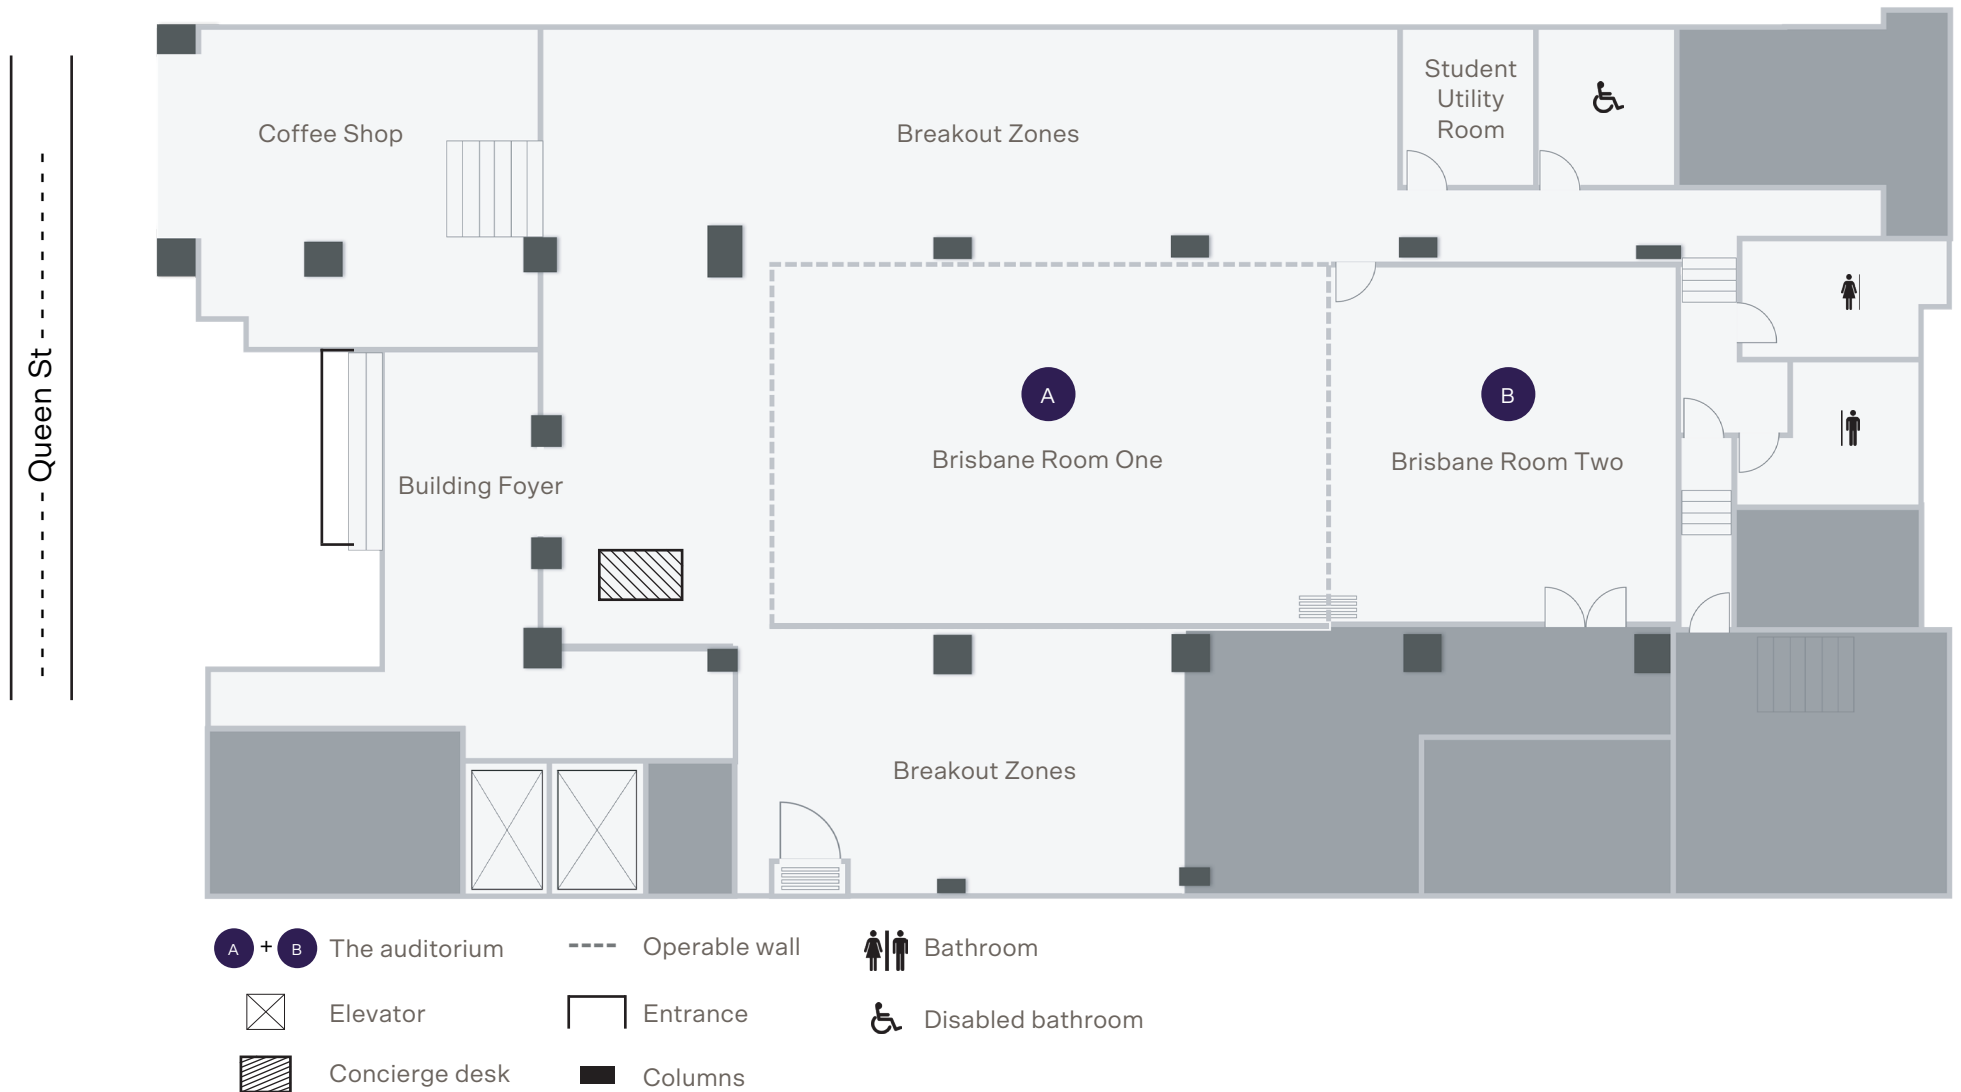 Queen St
Coffee Shop
Breakout Zones
Student
Utility
Room
A
B
Brisbane Room One
Brisbane Room Two
Building Foyer
Breakout Zones
A + B The auditorium
Operable wall
Bathroom
Elevator
Entrance
Disabled bathroom
Concierge desk
Columns